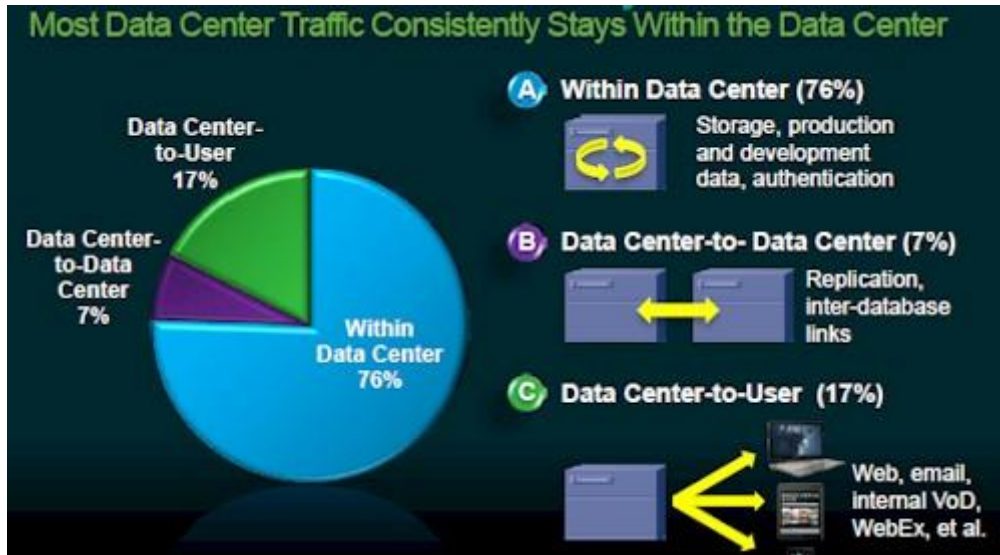 Most Data Center Traffic Consistently Stays Within the Data Center
Data Center-
to-User
17%
Data Center-
to-Data
Center
7%
Within
Data Center
76%
A Within Data Center (76%)
Storage, production
and development
data, authentication
B Data Center-to- Data Center (7%)
Replication,
inter-database
links
C Data Center-to-User (17%)
Web, email,
internal VoD,
WebEx, et al.